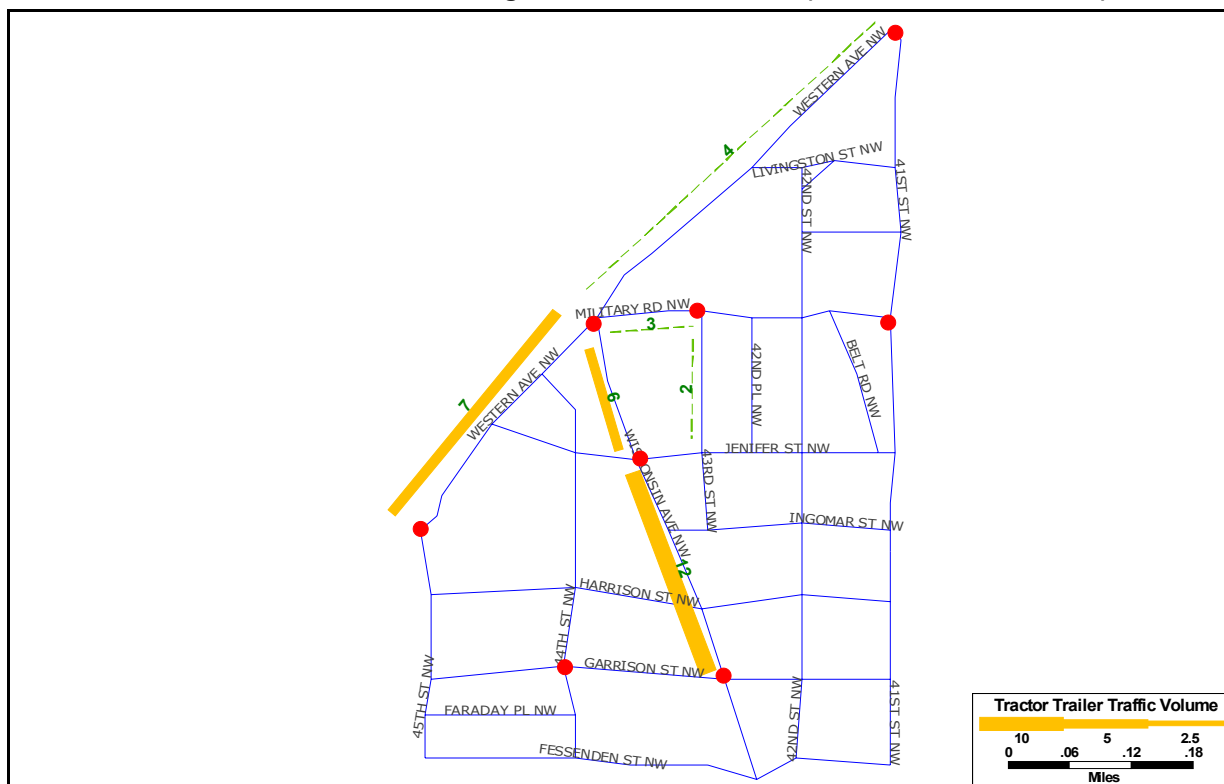 WESTERN AVE NW
4
LIVINGSTON ST NW
42ND ST NW
41ST ST NW
MILITARY RD NW
3
7
WESTERN AVE NW
6
2
42ND PL NW
BELT RD NW
WISCONSIN AVE NW
JENIFER ST NW
43RD ST NW
INGOMAR ST NW
12
HARRISON ST NW
44TH ST NW
GARRISON ST NW
45TH ST NW
FARADAY PL NW
42ND ST NW
41ST ST NW
FESSENDEN ST NW
Tractor Trailer Traffic Volume
10 5 2.5
0 .06 .12 .18
Miles